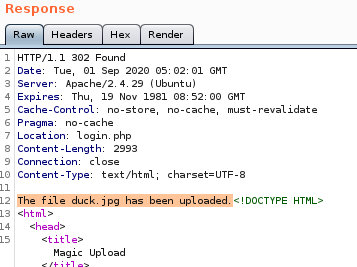 Response
Raw Headers Hex Render
1 HTTP/1.1 302 Found
2 Date: Tue, 01 Sep 2020 05:02:01 GMT
3 Server: Apache/2.4.29 (Ubuntu)
4 Expires: Thu, 19 Nov 1981 08:52:00 GMT
5 Cache-Control: no-store, no-cache, must-revalidate
6 Pragma: no-cache
7 Location: login.php
8 Content-Length: 2993
9 Connection: close
10 Content-Type: text/html; charset=UTF-8
11
12 The file duck.jpg has been uploaded.<!DOCTYPE HTML>
13 <html>
14 <head>
15 <title>
Magic Upload
</title>